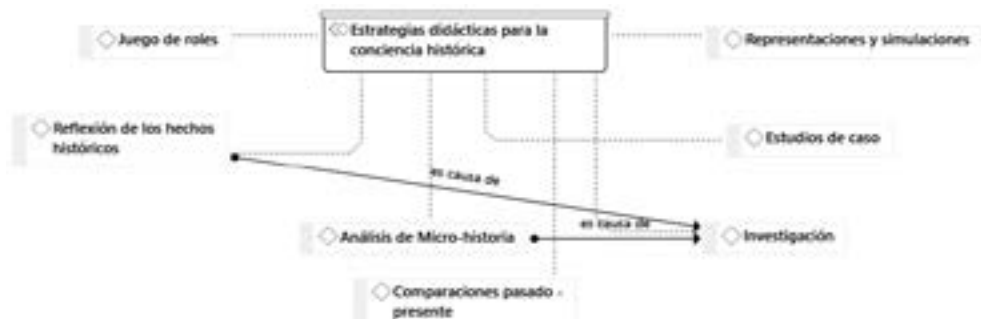 Juego de roles
Estrategias didácticas para la
conciencia histórica
Representaciones y simulaciones
Reflexión de los hechos
históricos
Estudios de caso
es causa de
es causa de
Análisis de Micro-historia
Investigación
Comparaciones pasado -
presente